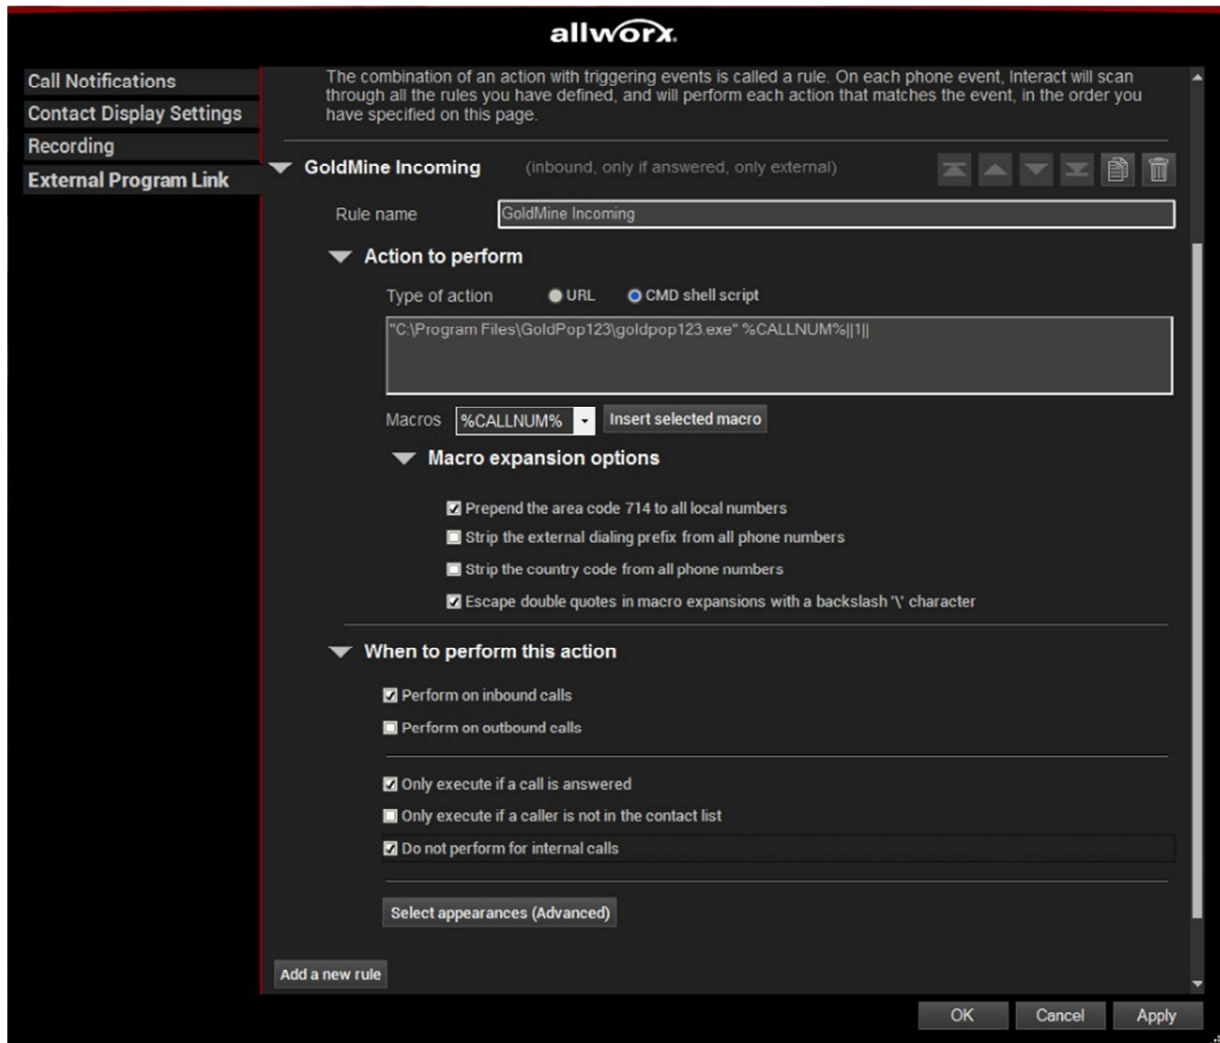 allworx.
Call Notifications
Contact Display Settings
Recording
External Program Link
The combination of an action with triggering events is called a rule. On each phone event, Interact will scan
through all the rules you have defined, and will perform each action that matches the event, in the order you
have specified on this page.
GoldMine Incoming (inbound, only if answered, only external)
Rule name GoldMine Incoming
Action to perform
Type of action URL CMD shell script
"C:\Program Files\GoldPop123\goldpop123.exe" %CALLNUM%||1||
Macros %CALLNUM% Insert selected macro
Macro expansion options
Prepend the area code 714 to all local numbers
Strip the external dialing prefix from all phone numbers
Strip the country code from all phone numbers
Escape double quotes in macro expansions with a backslash '\' character
When to perform this action
Perform on inbound calls
Perform on outbound calls
Only execute if a call is answered
Only execute if a caller is not in the contact list
Do not perform for internal calls
Select appearances (Advanced)
Add a new rule
OK Cancel Apply